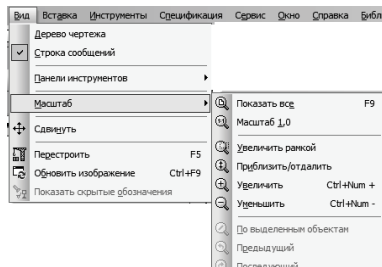 Вид Вставка Инструменты Спецификация Сервис Окно Справка Библ
Дерево чертежа
Строка сообщений
Панели инструментов
Масштаб
Сдвинуть
Перестроить F5
Обновить изображение Ctrl+F9
Показать скрытые обозначения
Показать все F9
Масштаб 1,0
Увеличить рамкой
Приблизить/отдалить
Увеличить Ctrl+Num +
Уменьшить Ctrl+Num -
По выделенным объектам
Предыдущий
Последующий